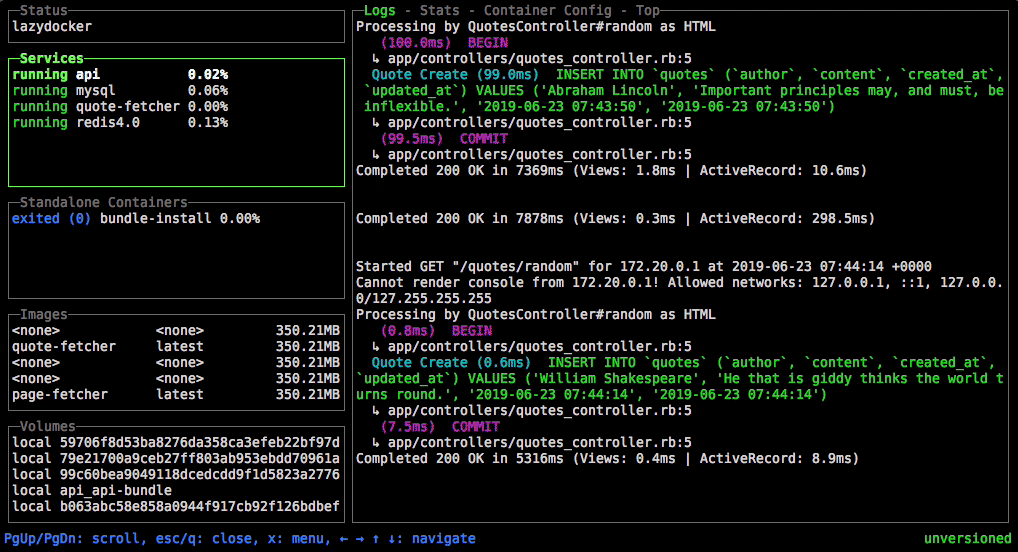 Status
lazydocker
Services
running api 0.02%
running mysql 0.06%
running quote-fetcher 0.00%
running redis4.0 0.13%
Standalone Containers
exited (0) bundle-install 0.00%
Images
<none> <none> 350.21MB
quote-fetcher latest 350.21MB
<none> <none> 350.21MB
<none> <none> 350.21MB
page-fetcher latest 350.21MB
Volumes
local 59706f8d53ba8276da358ca3efeb22bf97d
local 79e21700a9ceb27ff803ab953ebdd70961a
local 99c60bea9049118dcedcdd9f1d5823a2776
local api_api-bundle
local b063abc58e858a0944f917cb92f126bdbef
Logs - Stats - Container Config - Top
Processing by QuotesController#random as HTML
(100.0ms)  BEGIN
↳ app/controllers/quotes_controller.rb:5
Quote Create (99.0ms)  INSERT INTO `quotes` (`author`, `content`, `created_at`,
`updated_at`) VALUES ('Abraham Lincoln', 'Important principles may, and must, be
inflexible.', '2019-06-23 07:43:50', '2019-06-23 07:43:50')
↳ app/controllers/quotes_controller.rb:5
(99.5ms)  COMMIT
↳ app/controllers/quotes_controller.rb:5
Completed 200 OK in 7369ms (Views: 1.8ms | ActiveRecord: 10.6ms)
Completed 200 OK in 7878ms (Views: 0.3ms | ActiveRecord: 298.5ms)
Started GET "/quotes/random" for 172.20.0.1 at 2019-06-23 07:44:14 +0000
Cannot render console from 172.20.0.1! Allowed networks: 127.0.0.1, ::1, 127.0.0.
0/127.255.255.255
Processing by QuotesController#random as HTML
(0.8ms)  BEGIN
↳ app/controllers/quotes_controller.rb:5
Quote Create (0.6ms)  INSERT INTO `quotes` (`author`, `content`, `created_at`,
`updated_at`) VALUES ('William Shakespeare', 'He that is giddy thinks the world t
urns round.', '2019-06-23 07:44:14', '2019-06-23 07:44:14')
↳ app/controllers/quotes_controller.rb:5
(7.5ms)  COMMIT
↳ app/controllers/quotes_controller.rb:5
Completed 200 OK in 5316ms (Views: 0.4ms | ActiveRecord: 8.9ms)
PgUp/PgDn: scroll, esc/q: close, x: menu, ← → ↑ ↓: navigate
unversioned